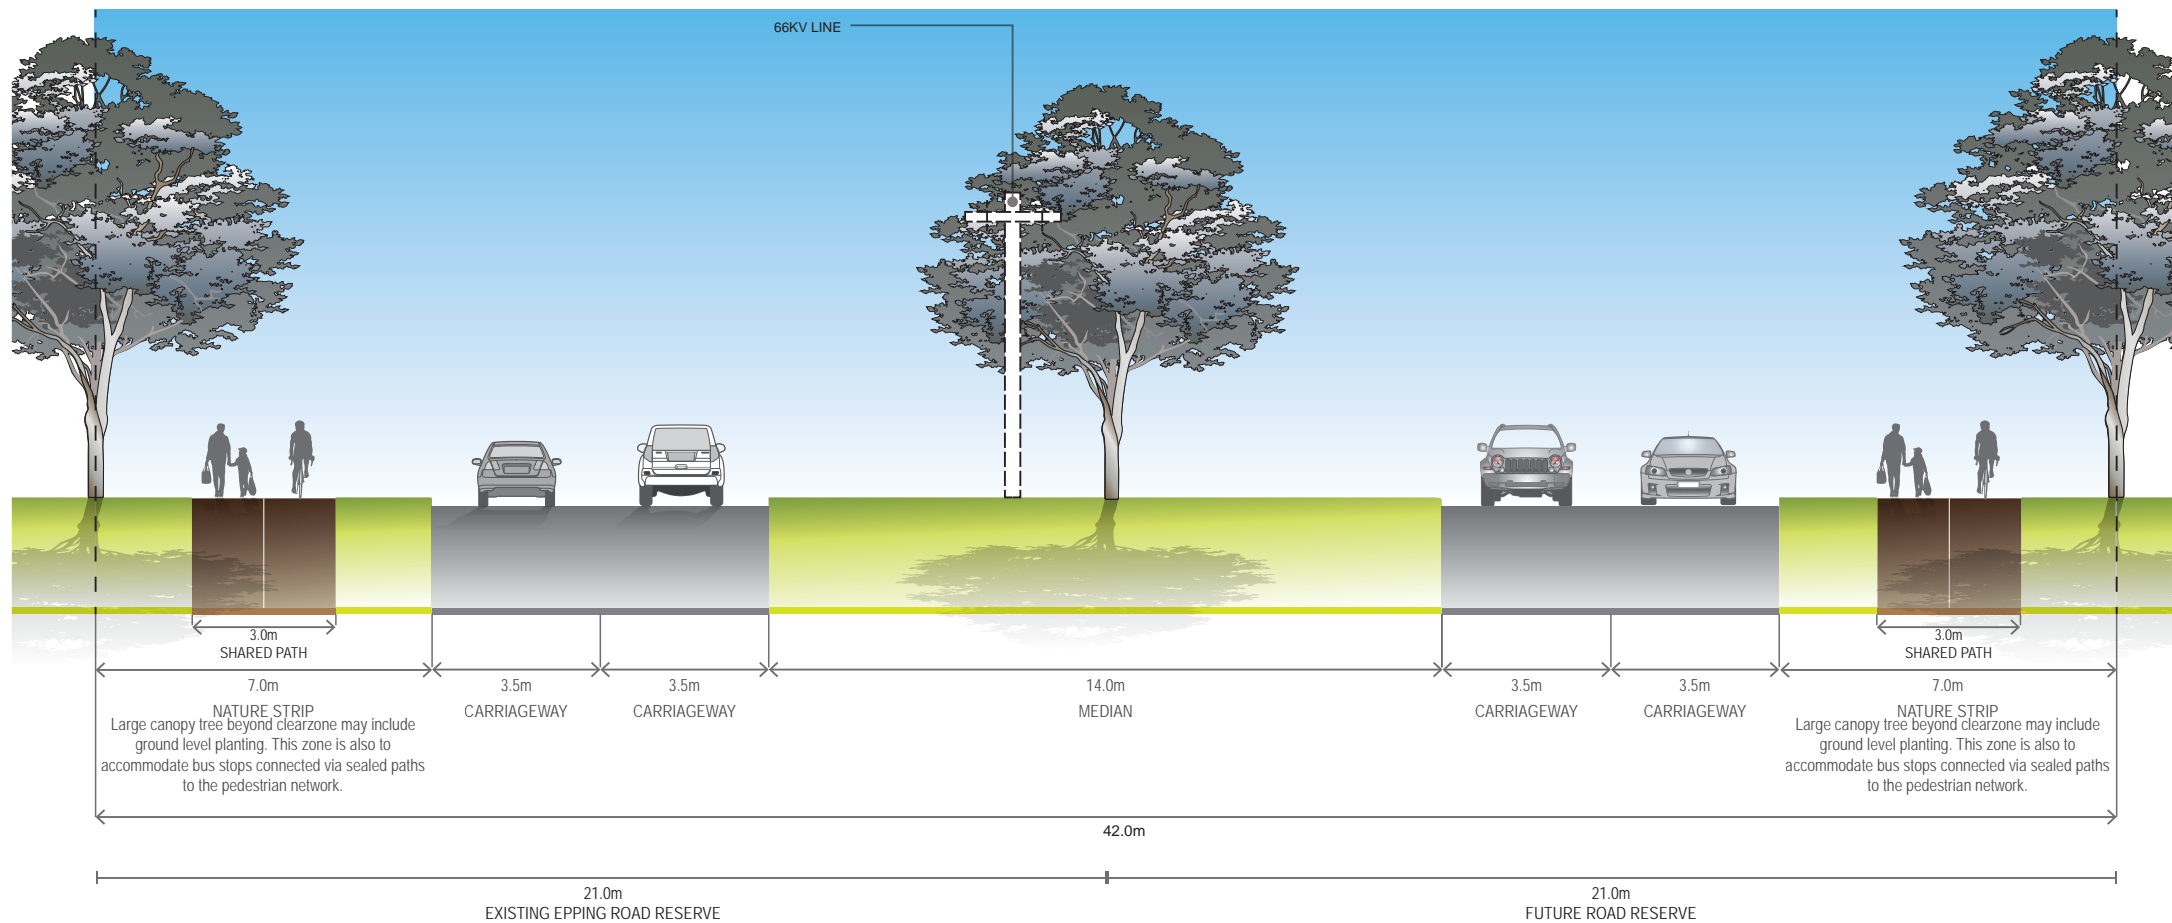 66KV LINE
3.0m
SHARED PATH
3.0m
SHARED PATH
7.0m
3.5m
3.5m
14.0m
3.5m
3.5m
7.0m
NATURE STRIP
CARRIAGEWAY
CARRIAGEWAY
MEDIAN
CARRIAGEWAY
CARRIAGEWAY
NATURE STRIP
Large canopy tree beyond clearzone may include
ground level planting. This zone is also to
accommodate bus stops connected via sealed paths
to the pedestrian network.
Large canopy tree beyond clearzone may include
ground level planting. This zone is also to
accommodate bus stops connected via sealed paths
to the pedestrian network.
42.0m
21.0m
EXISTING EPPING ROAD RESERVE
21.0m
FUTURE ROAD RESERVE